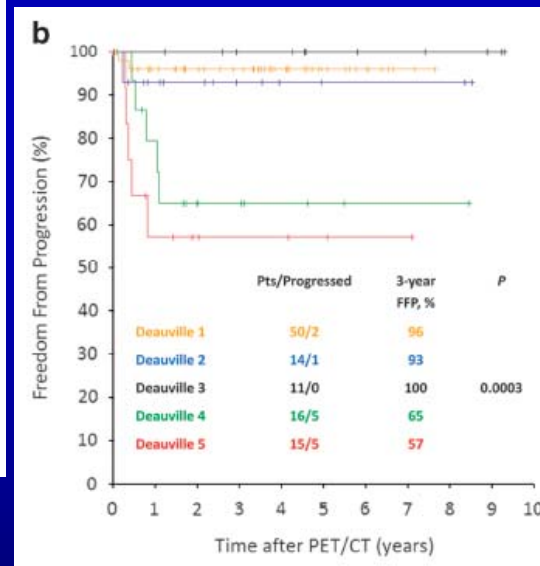 b
Freedom From Progression (%)
100
90
80
70
60
50
40
30
20
10
0
Pts/Progressed 3-year FFP, % P
Deauville 1 50/2 96
Deauville 2 14/1 93
Deauville 3 11/0 100 0.0003
Deauville 4 16/5 65
Deauville 5 15/5 57
0 1 2 3 4 5 6 7 8 9 10
Time after PET/CT (years)